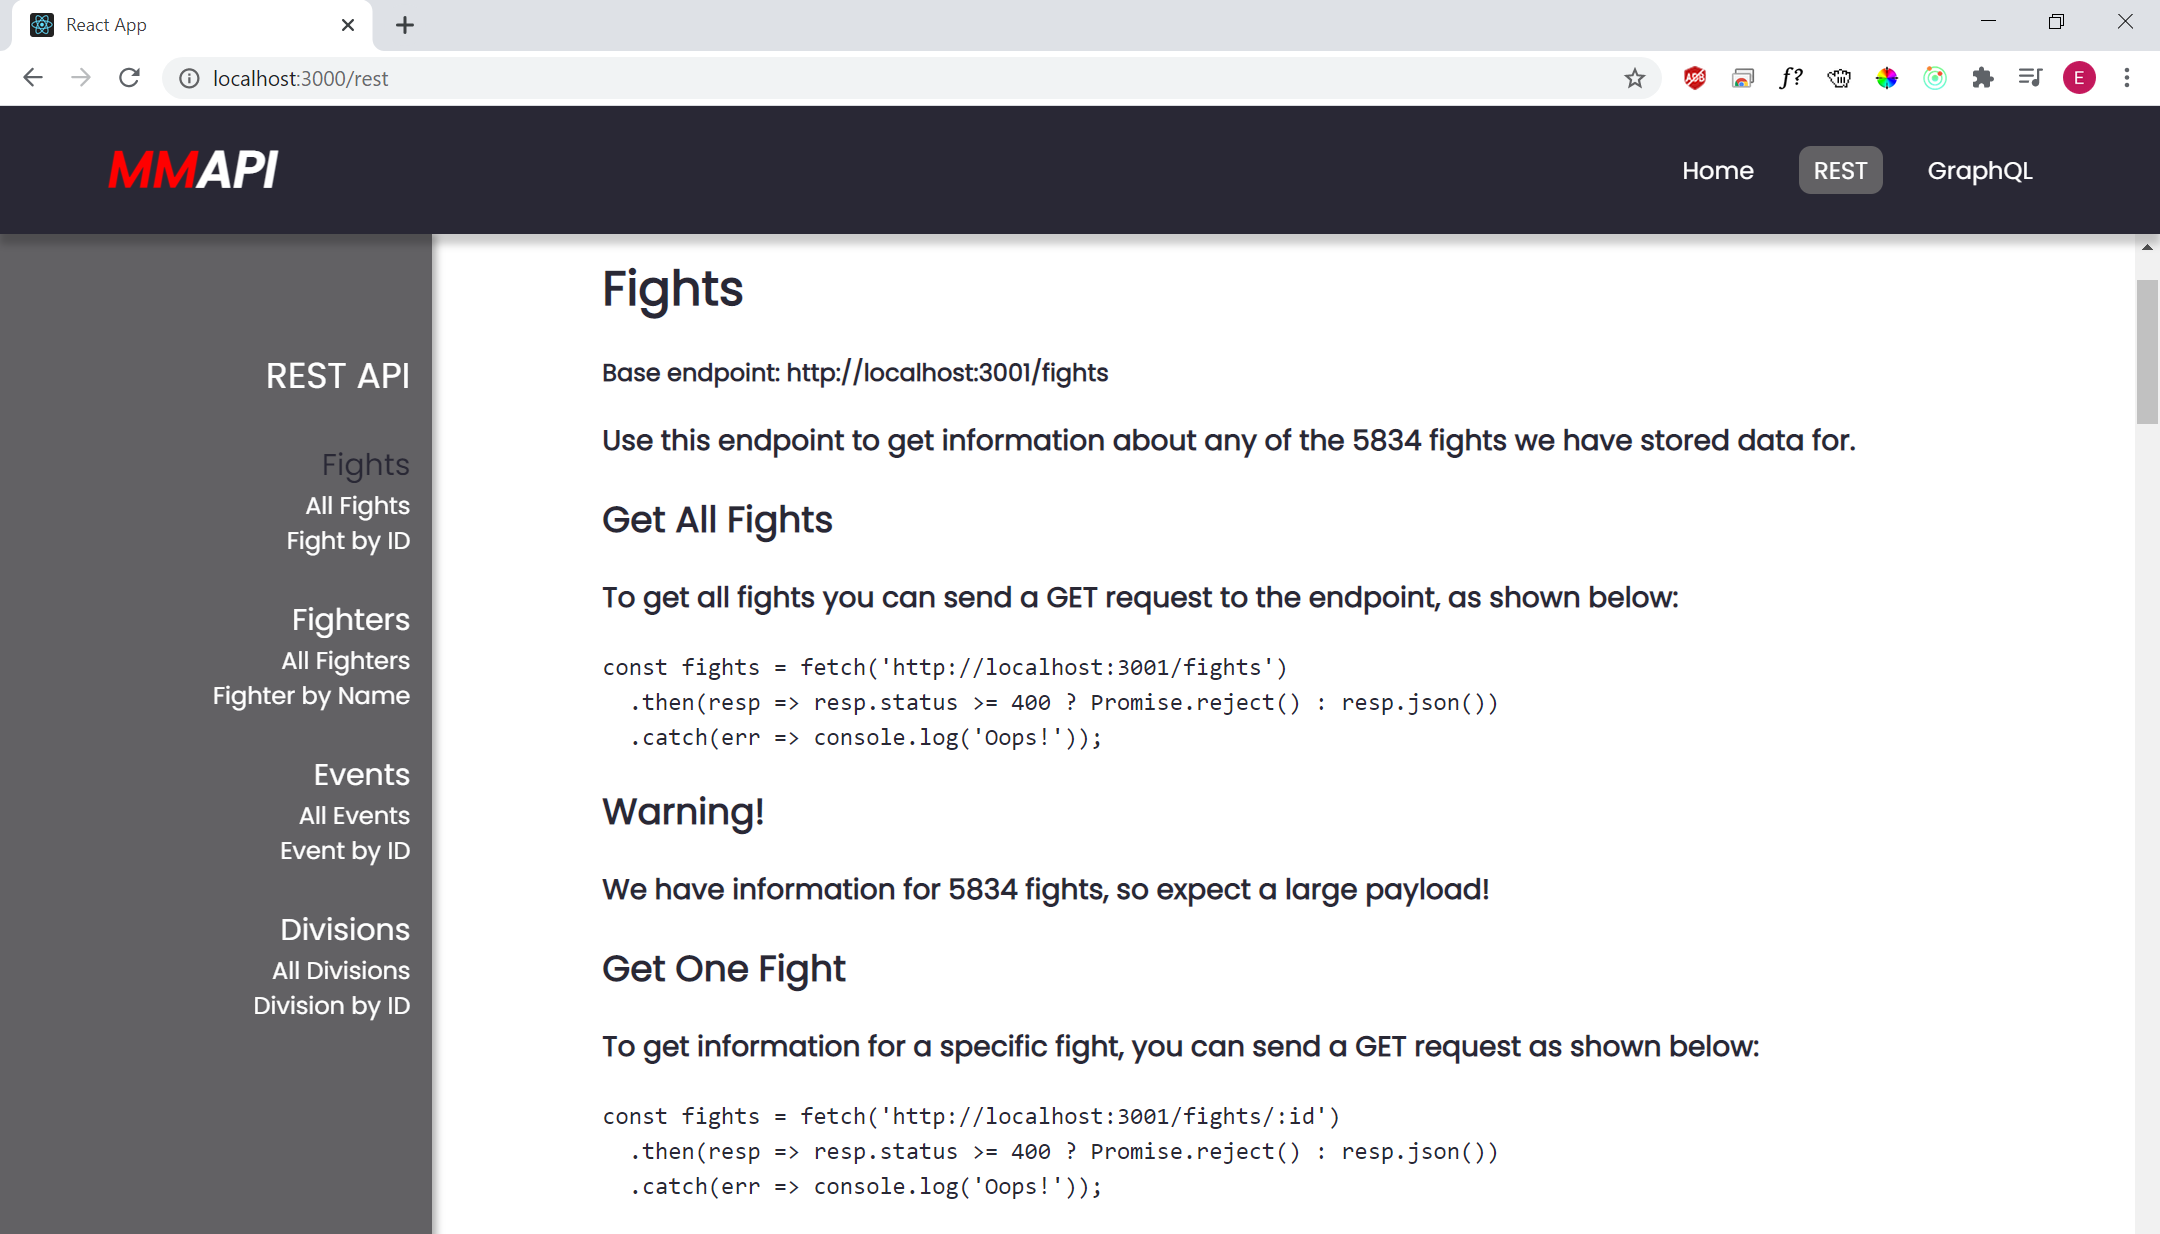 React App
localhost:3000/rest
ABP
f?
E
MMAPI
Home
REST
GraphQL
REST API
Fights
All Fights
Fight by ID
Fighters
All Fighters
Fighter by Name
Events
All Events
Event by ID
Divisions
All Divisions
Division by ID
Fights
Base endpoint: http://localhost:3001/fights
Use this endpoint to get information about any of the 5834 fights we have stored data for.
Get All Fights
To get all fights you can send a GET request to the endpoint, as shown below:
const fights = fetch('http://localhost:3001/fights')
  .then(resp => resp.status >= 400 ? Promise.reject() : resp.json())
  .catch(err => console.log('Oops!'));
Warning!
We have information for 5834 fights, so expect a large payload!
Get One Fight
To get information for a specific fight, you can send a GET request as shown below:
const fights = fetch('http://localhost:3001/fights/:id')
  .then(resp => resp.status >= 400 ? Promise.reject() : resp.json())
  .catch(err => console.log('Oops!'));